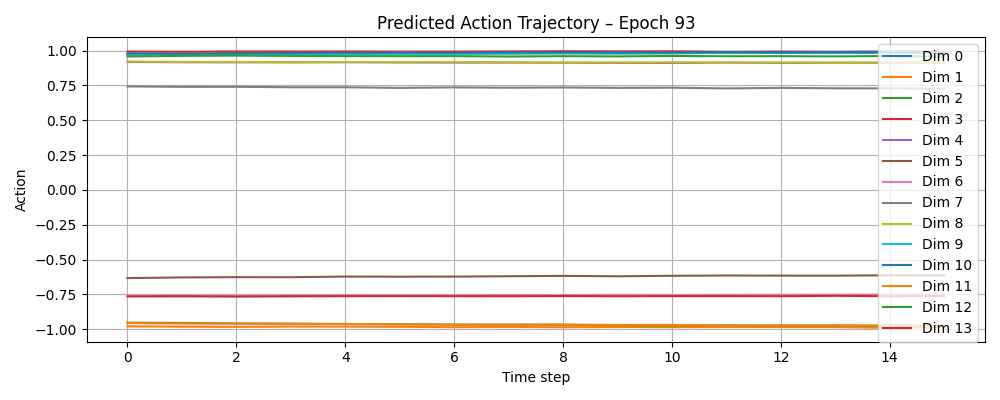 Predicted Action Trajectory – Epoch 93
Action
1.00
0.75
0.50
0.25
0.00
−0.25
−0.50
−0.75
−1.00
0 2 4 6 8 10 12 14
Time step
Dim 0
Dim 1
Dim 2
Dim 3
Dim 4
Dim 5
Dim 6
Dim 7
Dim 8
Dim 9
Dim 10
Dim 11
Dim 12
Dim 13